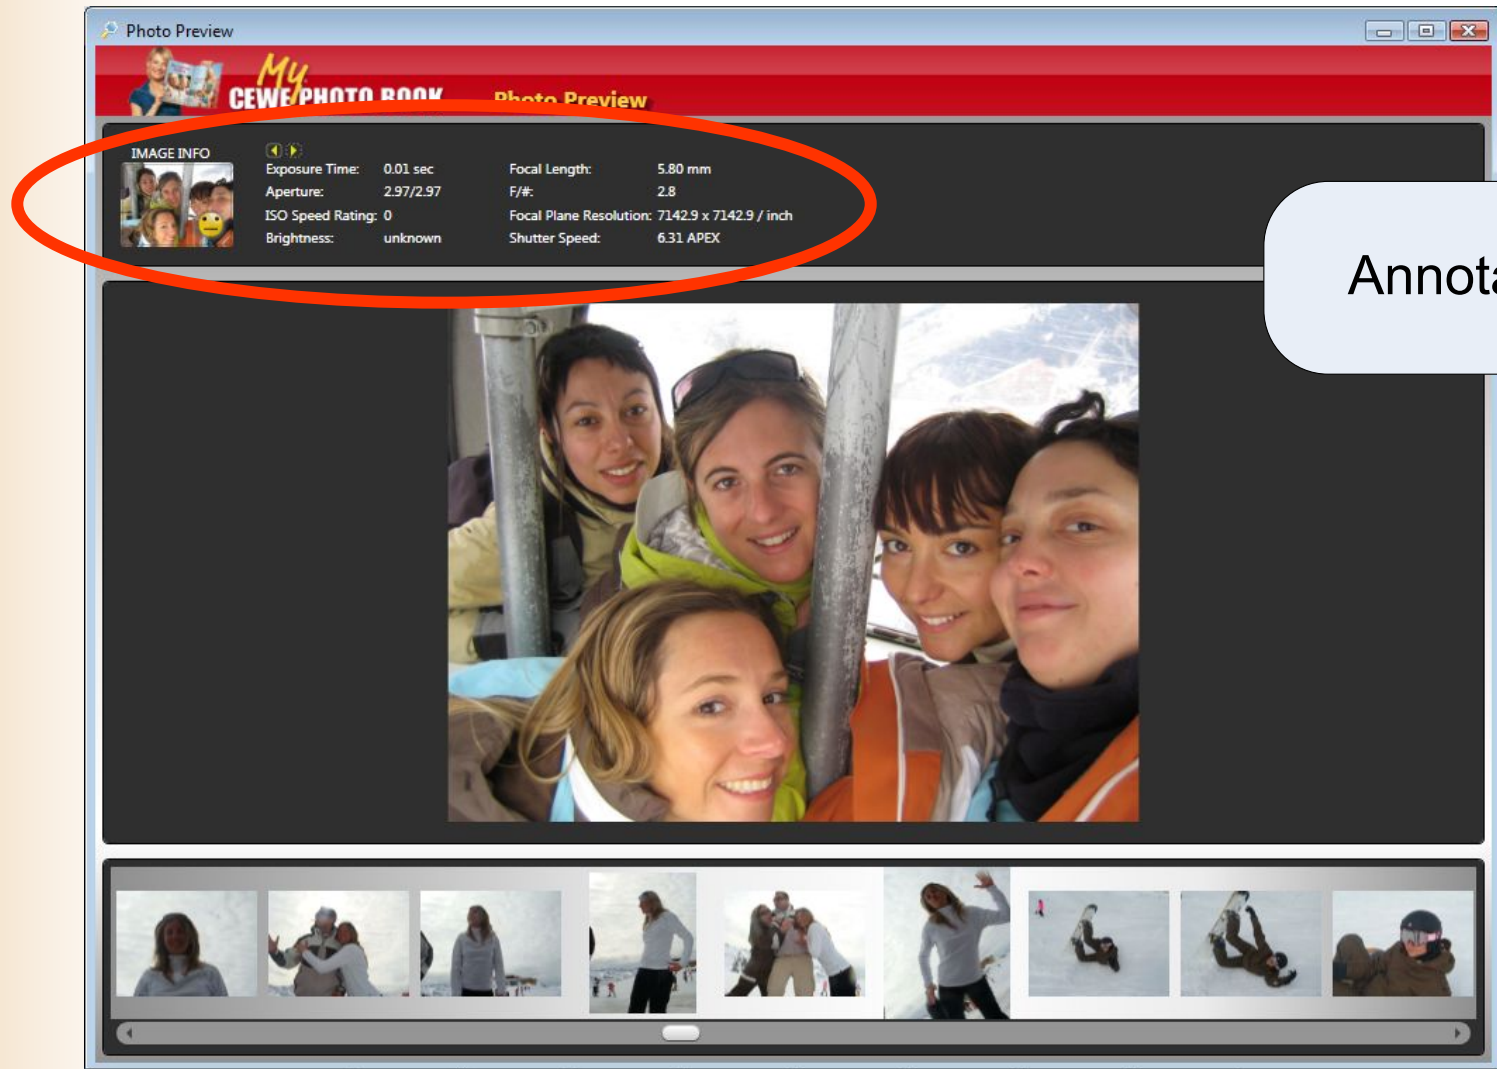 Photo Preview
My
CEWE PHOTO BOOK
Photo Preview
IMAGE INFO
Exposure Time: 0.01 sec Focal Length: 5.80 mm
Aperture: 2.97/2.97 F/#: 2.8
ISO Speed Rating: 0 Focal Plane Resolution: 7142.9 x 7142.9 / inch
Brightness: unknown Shutter Speed: 6.31 APEX